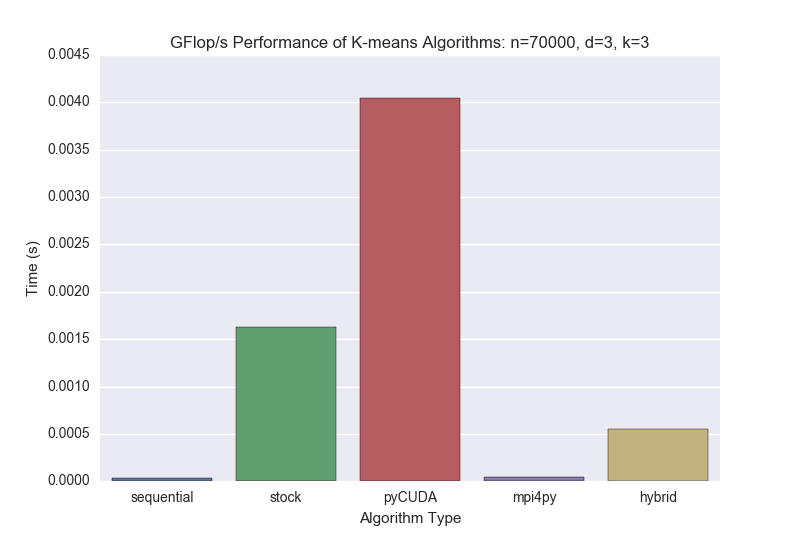 GFlop/s Performance of K-means Algorithms: n=70000, d=3, k=3
0.0045
0.0040
0.0035
0.0030
0.0025
0.0020
0.0015
0.0010
0.0005
0.0000
Time (s)
sequential
stock
pyCUDA
mpi4py
hybrid
Algorithm Type